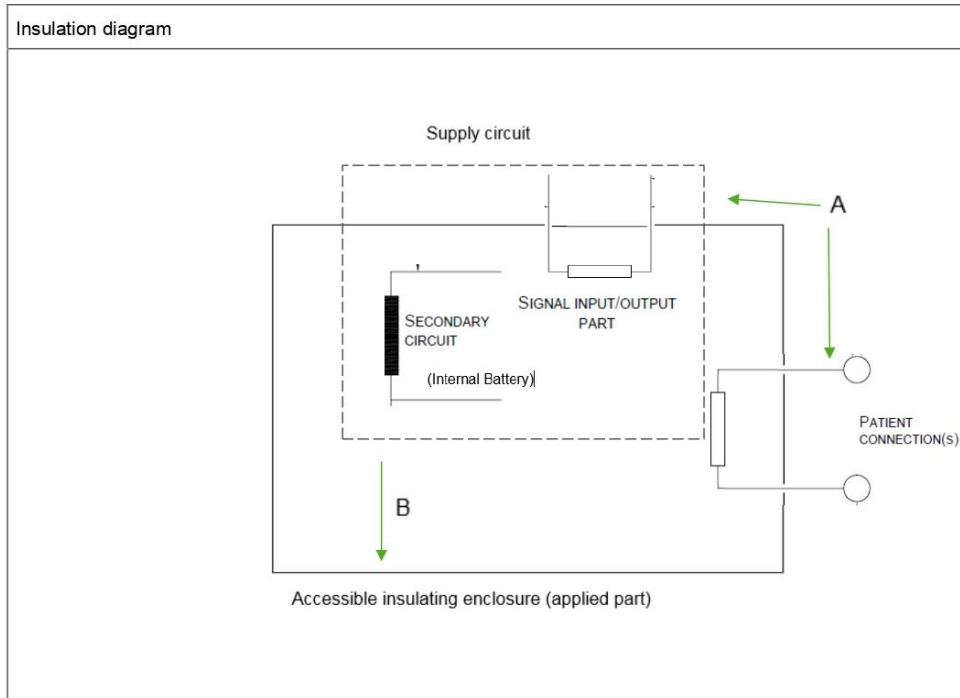 Insulation diagram
Supply circuit
A
SIGNAL INPUT/OUTPUT
PART
SECONDARY
CIRCUIT
(Internal Battery)
PATIENT
CONNECTION(S)
B
Accessible insulating enclosure (applied part)